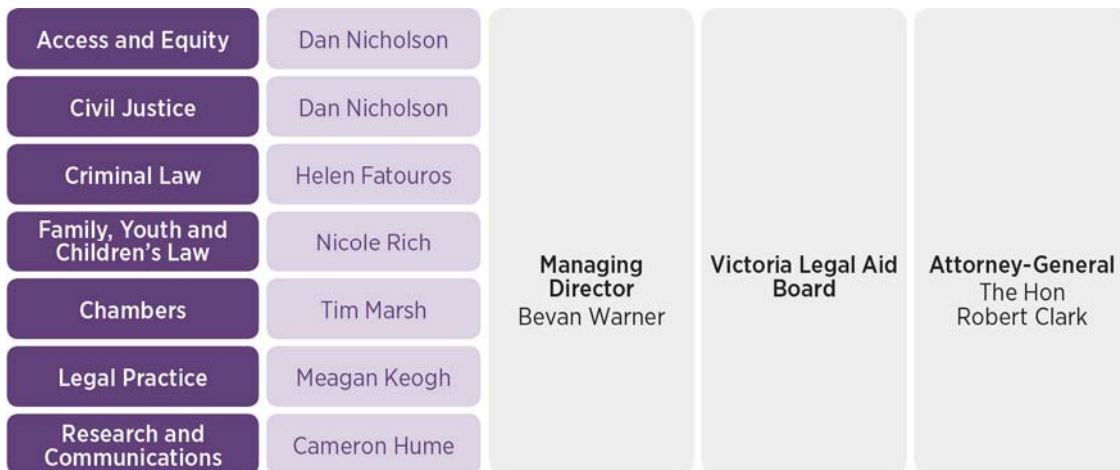 Access and Equity
Dan Nicholson
Civil Justice
Dan Nicholson
Criminal Law
Helen Fatouros
Family, Youth and
Children’s Law
Nicole Rich
Chambers
Tim Marsh
Legal Practice
Meagan Keogh
Research and
Communications
Cameron Hume
Managing
Director
Bevan Warner
Victoria Legal Aid
Board
Attorney-General
The Hon
Robert Clark